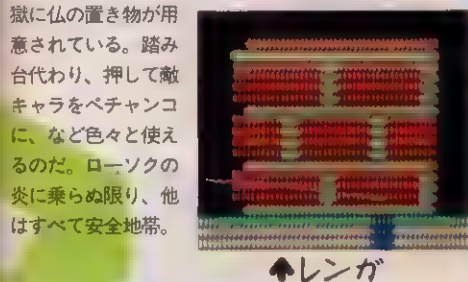 獄に仏の置き物が用
意されている。踏み
台代わり、押して敵
キャラをペチャンコ
に、など色々と使え
るのだ。ローソクの
炎に乗らぬ限り、他
はすべて安全地帯。
↑レンガ